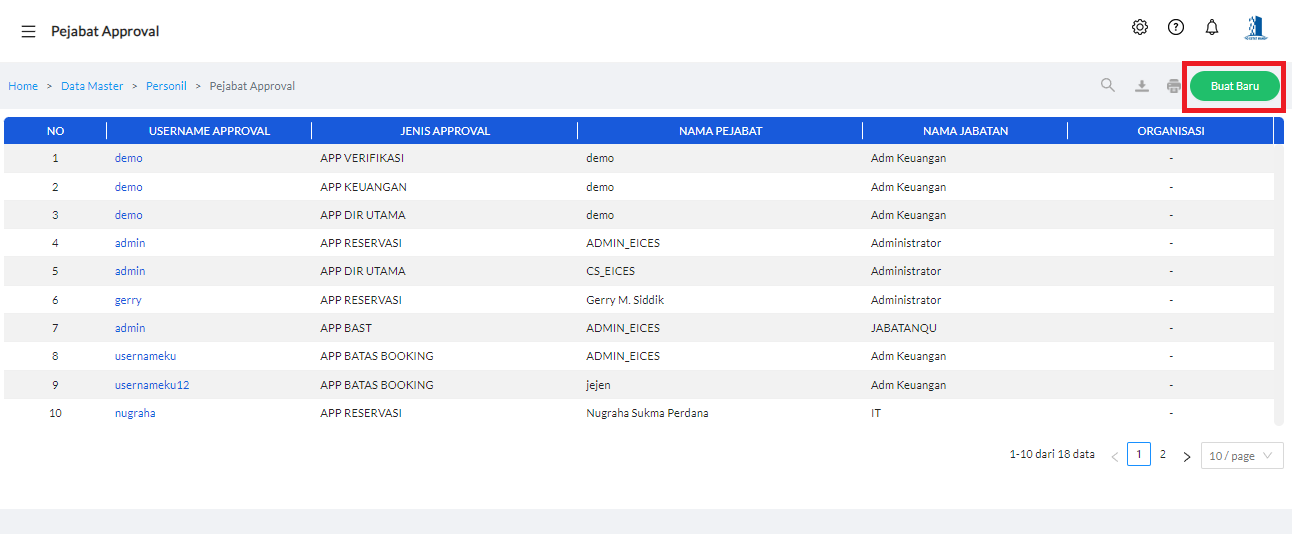 Pejabat Approval
Home > Data Master > Personil > Pejabat Approval
Buat Baru
NO USERNAME APPROVAL JENIS APPROVAL NAMA PEJABAT NAMA JABATAN ORGANISASI
1 demo APP VERIFIKASI demo Adm Keuangan -
2 demo APP KEUANGAN demo Adm Keuangan -
3 demo APP DIR UTAMA demo Adm Keuangan -
4 admin APP RESERVASI ADMIN_EICES Administrator -
5 admin APP DIR UTAMA CS_EICES Administrator -
6 gerry APP RESERVASI Gerry M. Siddik Administrator -
7 admin APP BAST ADMIN_EICES JABATANQU -
8 usernameku APP BATAS BOOKING ADMIN_EICES Adm Keuangan -
9 usernameku12 APP BATAS BOOKING jejen Adm Keuangan -
10 nugraha APP RESERVASI Nugraha Sukma Perdana IT -
1-10 dari 18 data < 1 2 > 10 / page